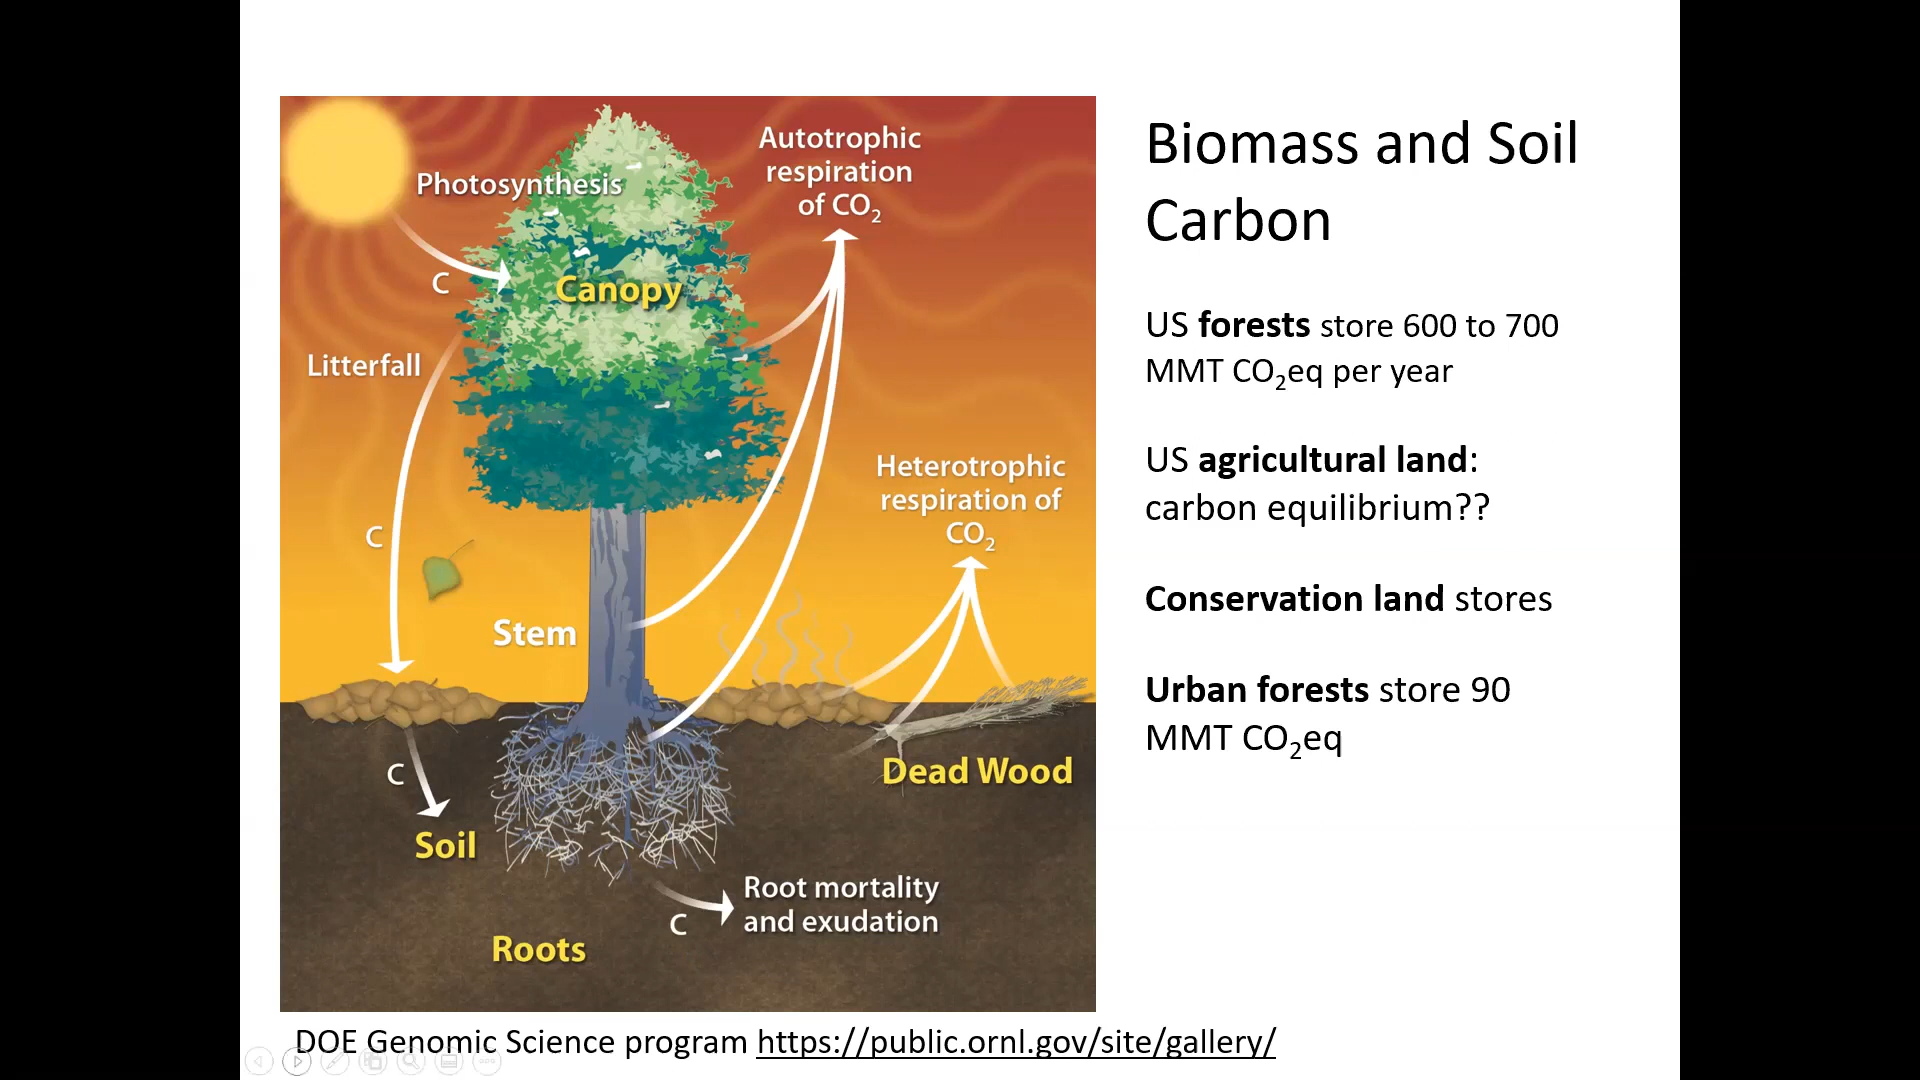 Biomass and Soil
Carbon
US forests store 600 to 700
MMT CO₂eq per year
US agricultural land:
carbon equilibrium??
Conservation land stores
Urban forests store 90
MMT CO₂eq
Autotrophic
respiration
of CO₂
Photosynthesis
C
Canopy
Litterfall
C
Heterotrophic
respiration of
CO₂
Stem
Dead Wood
C
Soil
Root mortality
and exudation
C
Roots
DOE Genomic Science program https://public.ornl.gov/site/gallery/